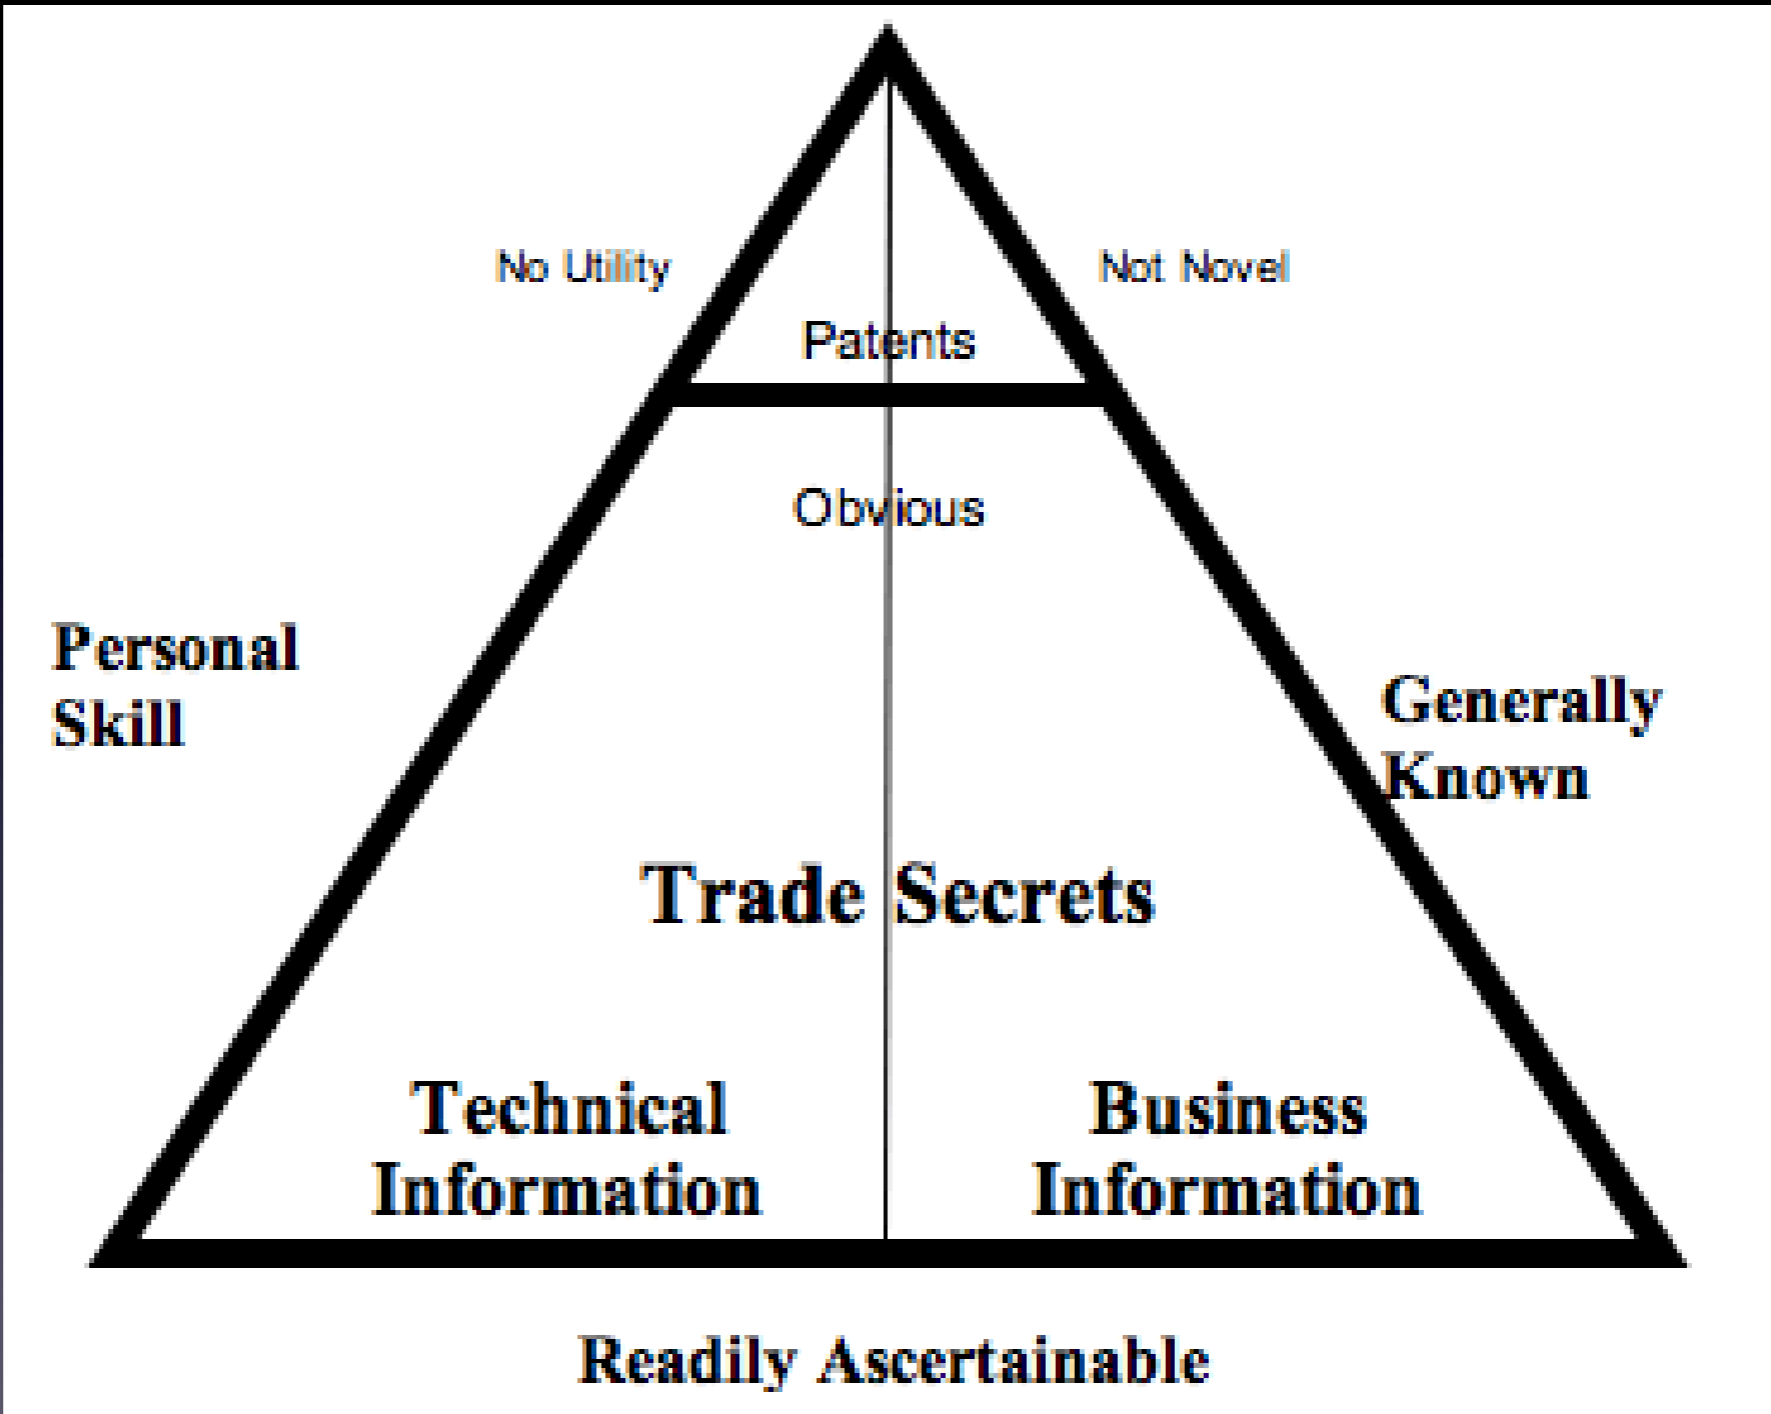 No Utility
Not Novel
Patents
Obvious
Personal
Skill
Generally
Known
Trade Secrets
Technical
Information
Business
Information
Readily Ascertainable